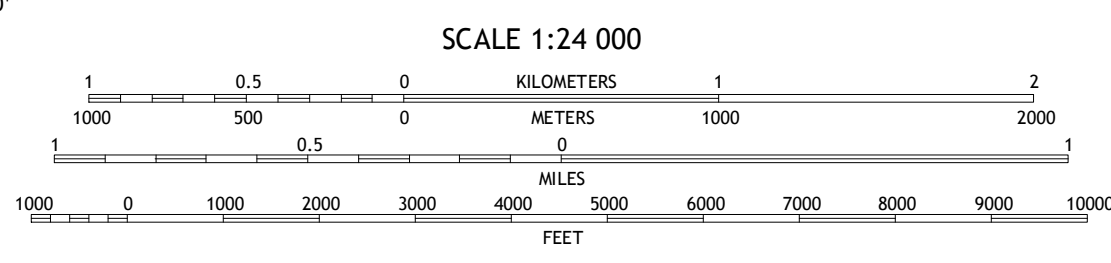 0'
SCALE 1:24 000
1 0.5 0 KILOMETERS 1 2
1000 500 0 METERS 1000 2000
1 0.5 0 1
MILES
1000 0 1000 2000 3000 4000 5000 6000 7000 8000 9000 10000
FEET